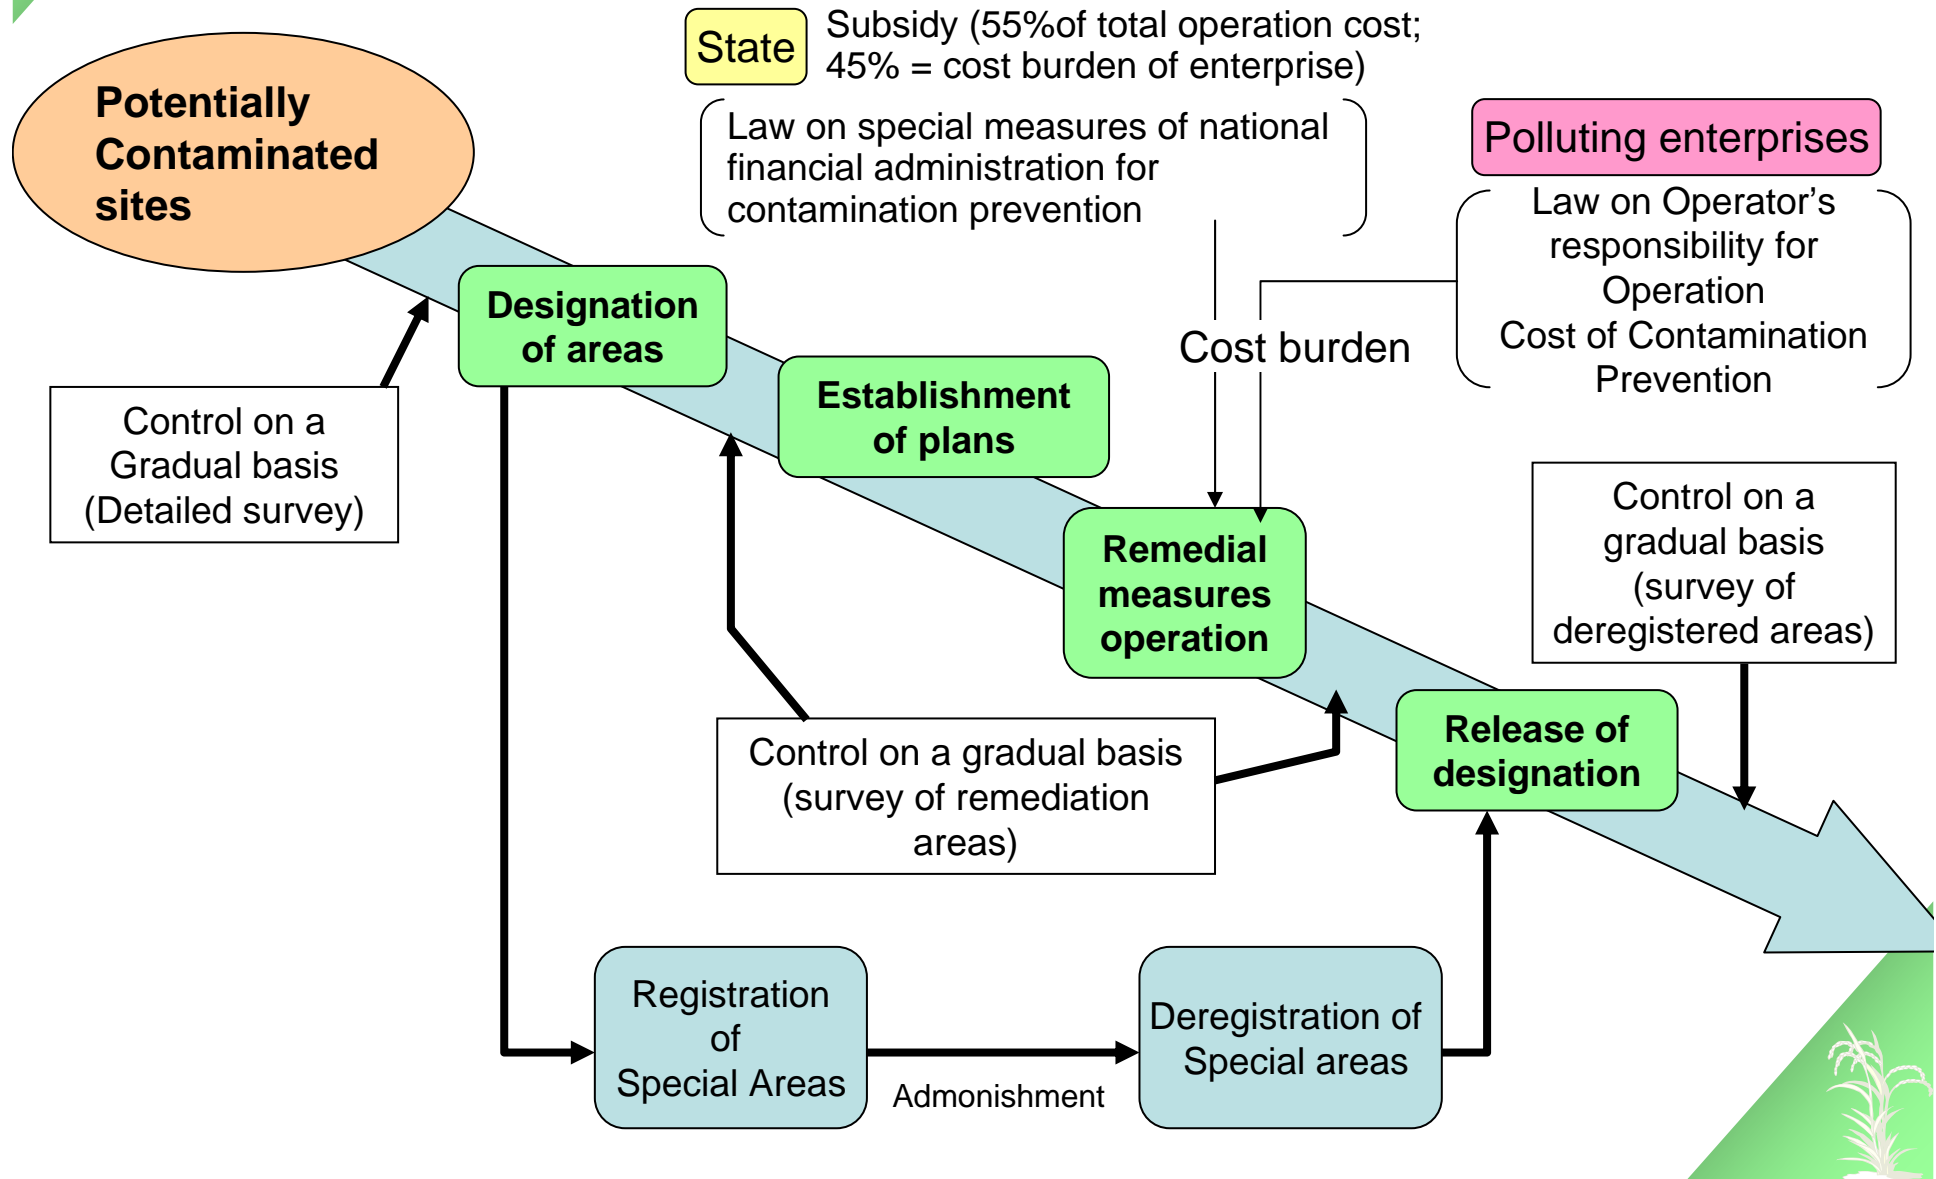 State
Subsidy (55%of total operation cost;
45% = cost burden of enterprise)
Potentially
Contaminated
sites
Law on special measures of national
financial administration for
contamination prevention
Polluting enterprises
Law on Operator’s
responsibility for
Operation
Cost of Contamination
Prevention
Designation
of areas
Cost burden
Establishment
of plans
Control on a
Gradual basis
(Detailed survey)
Remedial
measures
operation
Control on a
gradual basis
(survey of
deregistered areas)
Control on a gradual basis
(survey of remediation
areas)
Release of
designation
Registration
of
Special Areas
Admonishment
Deregistration of
Special areas